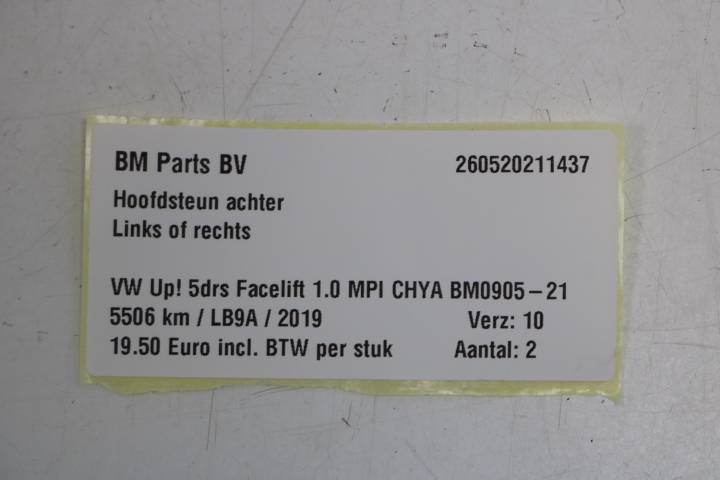 BM Parts BV 260520211437
Hoofdsteun achter
Links of rechts
VW Up! 5drs Facelift 1.0 MPI CHYA BM0905-21
5506 km / LB9A / 2019 Verz: 10
19.50 Euro incl. BTW per stuk Aantal: 2